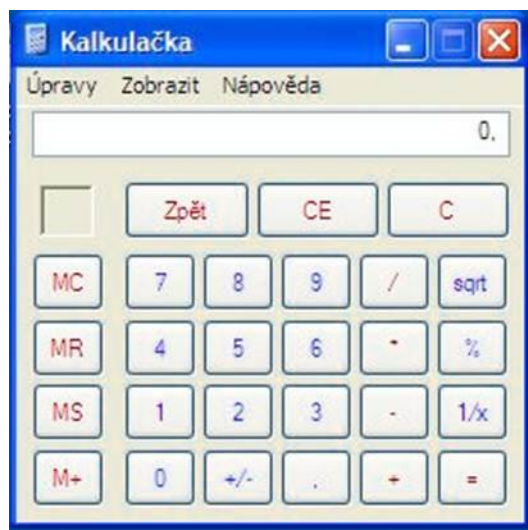 Kalkulačka
Úpravy Zobrazit Nápověda
0,
Zpět CE C
MC 7 8 9 / sqrt
MR 4 5 6 * %
MS 1 2 3 - 1/x
M+ 0 +/- , + =